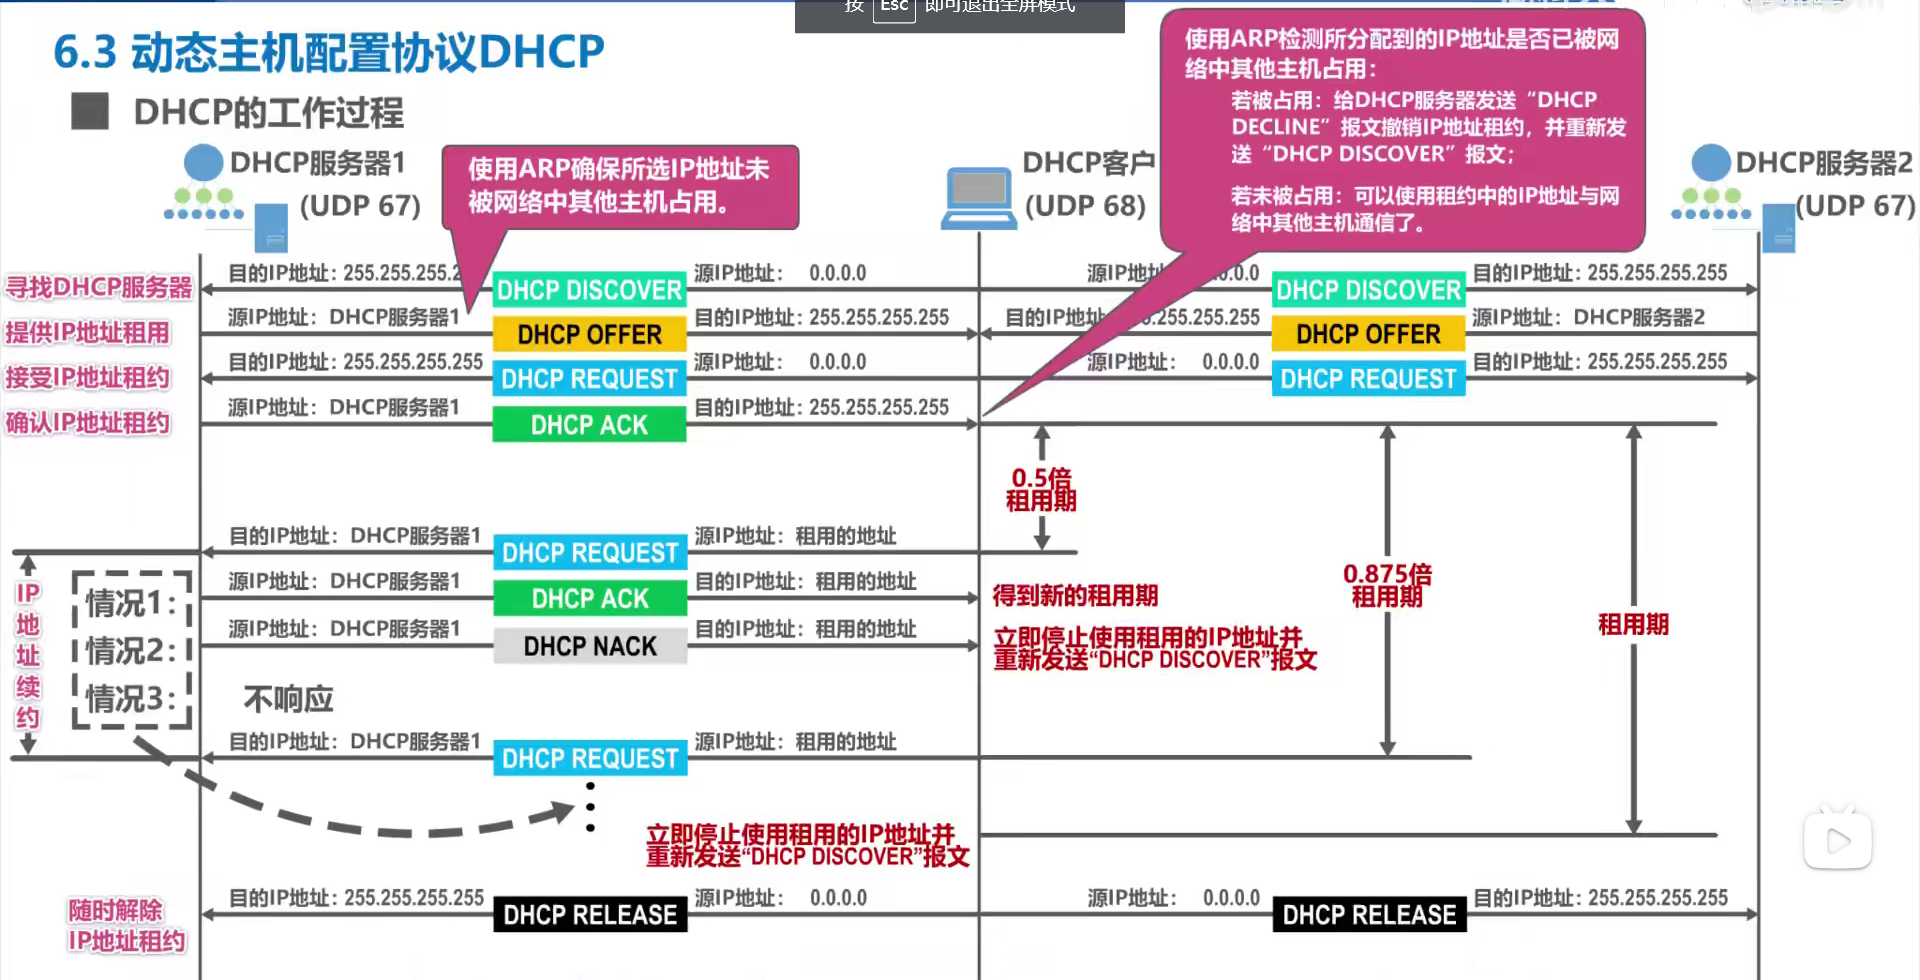 按 Esc 即可退出全屏模式
6.3 动态主机配置协议DHCP
DHCP的工作过程
DHCP服务器1
(UDP 67)
使用ARP确保所选IP地址未
被网络中其他主机占用。
DHCP客户
(UDP 68)
使用ARP检测所分配到的IP地址是否已被网
络中其他主机占用：
若被占用：给DHCP服务器发送“DHCP
DECLINE”报文撤销IP地址租约，并重新发
送“DHCP DISCOVER”报文；
若未被占用：可以使用租约中的IP地址与网
络中其他主机通信了。
DHCP服务器2
(UDP 67)
寻找DHCP服务器
目的IP地址: 255.255.255.2 DHCP DISCOVER 源IP地址： 0.0.0.0 源IP地 .0.0 DHCP DISCOVER 目的IP地址: 255.255.255.255
提供IP地址租用
源IP地址：DHCP服务器1 DHCP OFFER 目的IP地址: 255.255.255.255 目的IP地址 255.255.255 DHCP OFFER 源IP地址：DHCP服务器2
接受IP地址租约
目的IP地址: 255.255.255.255 DHCP REQUEST 源IP地址： 0.0.0.0 源IP地址： 0.0.0.0 DHCP REQUEST 目的IP地址: 255.255.255.255
确认IP地址租约
源IP地址：DHCP服务器1 DHCP ACK 目的IP地址: 255.255.255.255
0.5倍
租用期
0.875倍
租用期
租用期
IP地址续约
目的IP地址：DHCP服务器1 DHCP REQUEST 源IP地址：租用的地址
情况1: 源IP地址：DHCP服务器1 DHCP ACK 目的IP地址：租用的地址 得到新的租用期
情况2: 源IP地址：DHCP服务器1 DHCP NACK 目的IP地址：租用的地址
立即停止使用租用的IP地址并
重新发送“DHCP DISCOVER”报文
情况3: 不响应
目的IP地址：DHCP服务器1 DHCP REQUEST 源IP地址：租用的地址
立即停止使用租用的IP地址并
重新发送“DHCP DISCOVER”报文
随时解除
IP地址租约
目的IP地址: 255.255.255.255 DHCP RELEASE 源IP地址： 0.0.0.0 源IP地址： 0.0.0.0 DHCP RELEASE 目的IP地址: 255.255.255.255